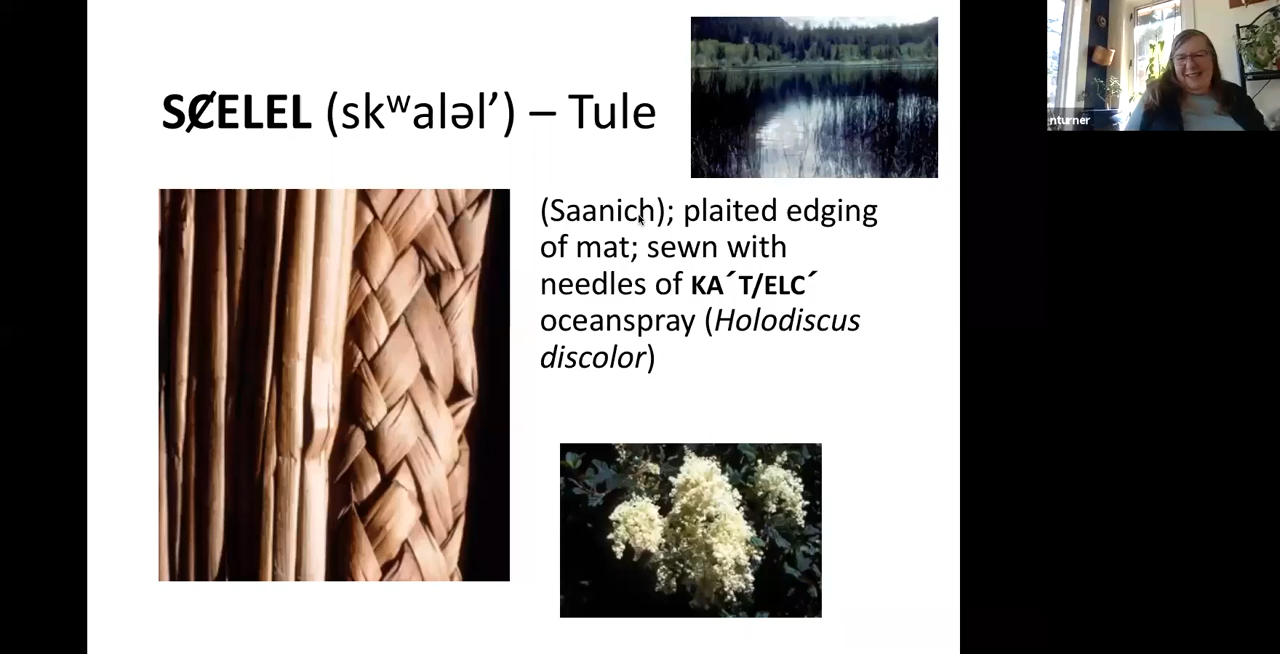 SȻELEL (skʷaləl’) – Tule
(Saanich); plaited edging
of mat; sewn with
needles of KA´T/ELC´
oceanspray (Holodiscus
discolor)
nturner